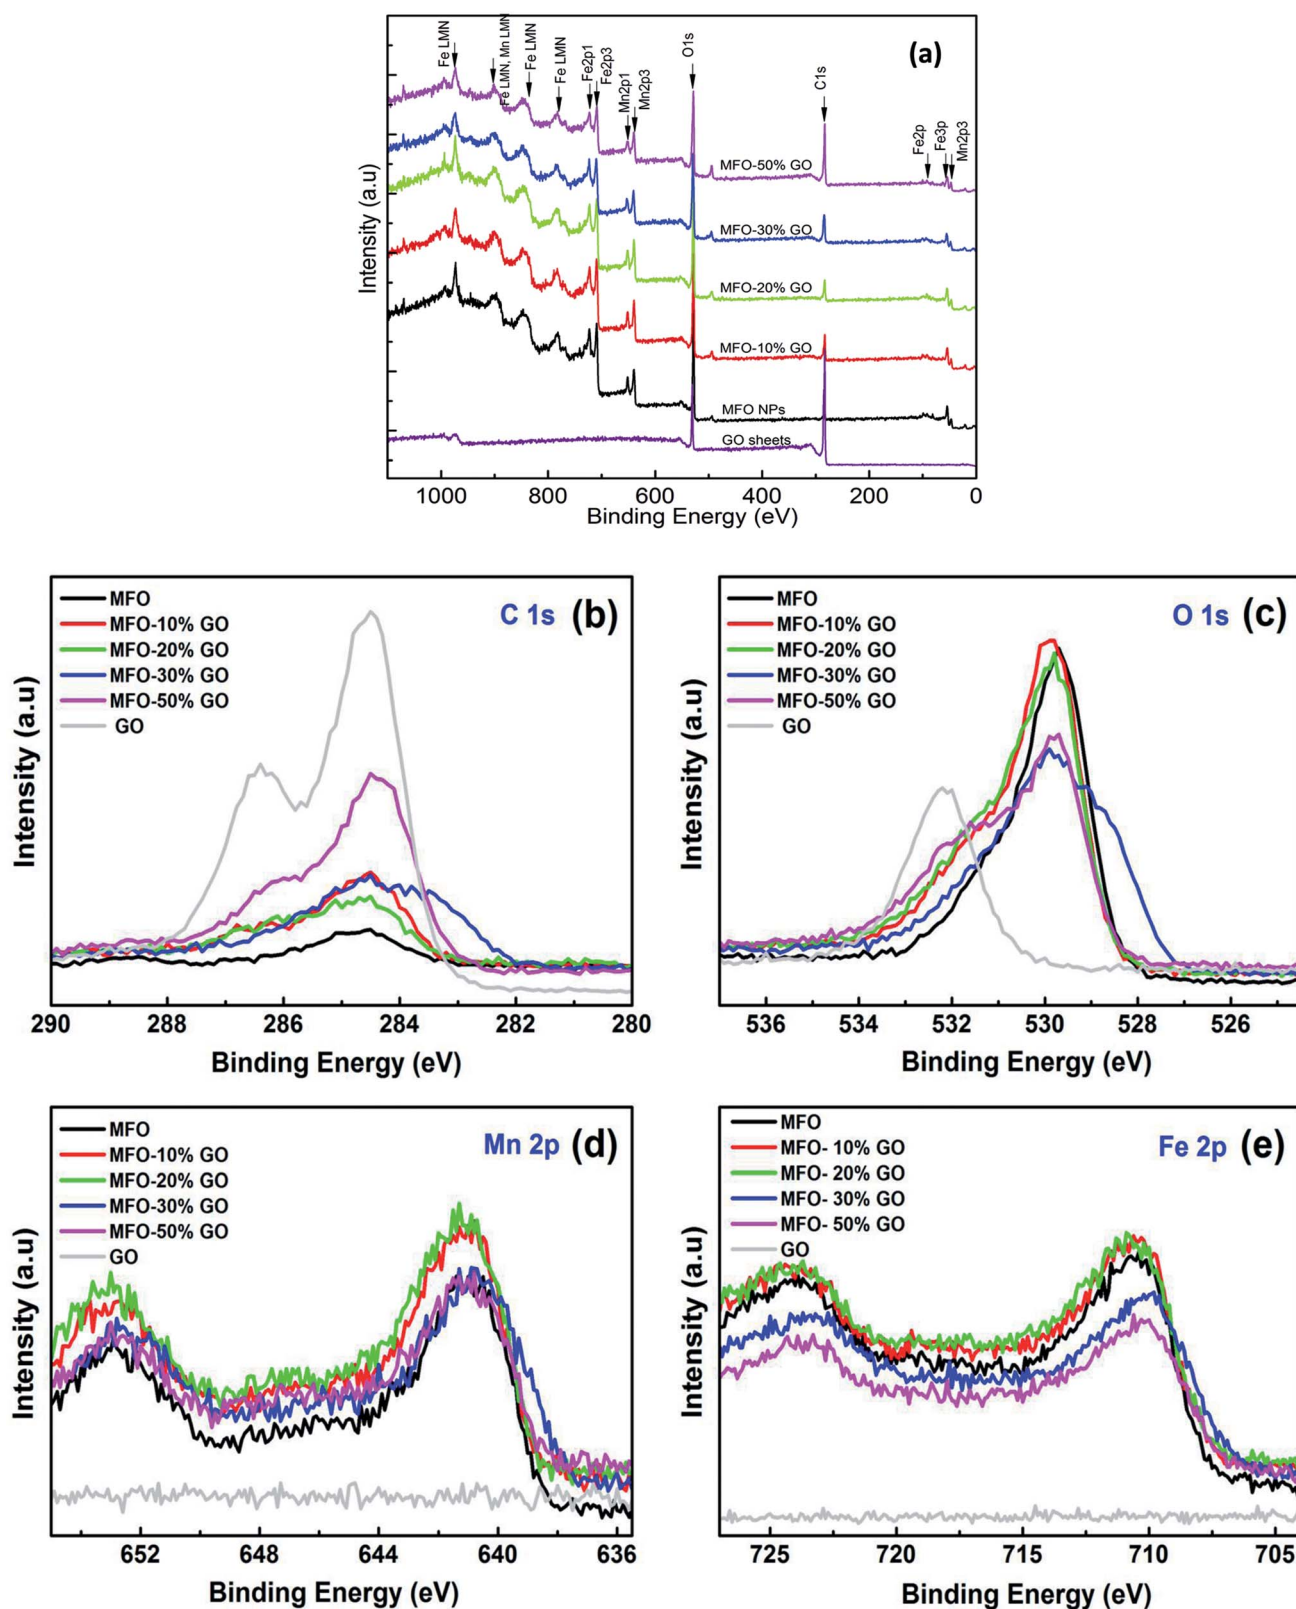 (a)
Fe LMN
Fe LMN, Mn LMN
Fe LMN
Fe LMN
Fe2p1
Fe2p3
Mn2p1
Mn2p3
O1s
C1s
Fe2p
Fe3p
Mn2p3
MFO-50% GO
MFO-30% GO
MFO-20% GO
MFO-10% GO
MFO NPs
GO sheets
Intensity (a.u)
1000 800 600 400 200 0
Binding Energy (eV)
MFO
MFO-10% GO
MFO-20% GO
MFO-30% GO
MFO-50% GO
GO
C 1s (b)
Intensity (a.u)
290 288 286 284 282 280
Binding Energy (eV)
MFO
MFO-10% GO
MFO-20% GO
MFO-30% GO
MFO-50% GO
GO
O 1s (c)
Intensity (a.u)
536 534 532 530 528 526
Binding Energy (eV)
MFO
MFO-10% GO
MFO-20% GO
MFO-30% GO
MFO-50% GO
GO
Mn 2p (d)
Intensity (a.u)
652 648 644 640 636
Binding Energy (eV)
MFO
MFO- 10% GO
MFO- 20% GO
MFO- 30% GO
MFO- 50% GO
GO
Fe 2p (e)
Intensity (a.u)
725 720 715 710 705
Binding Energy (eV)